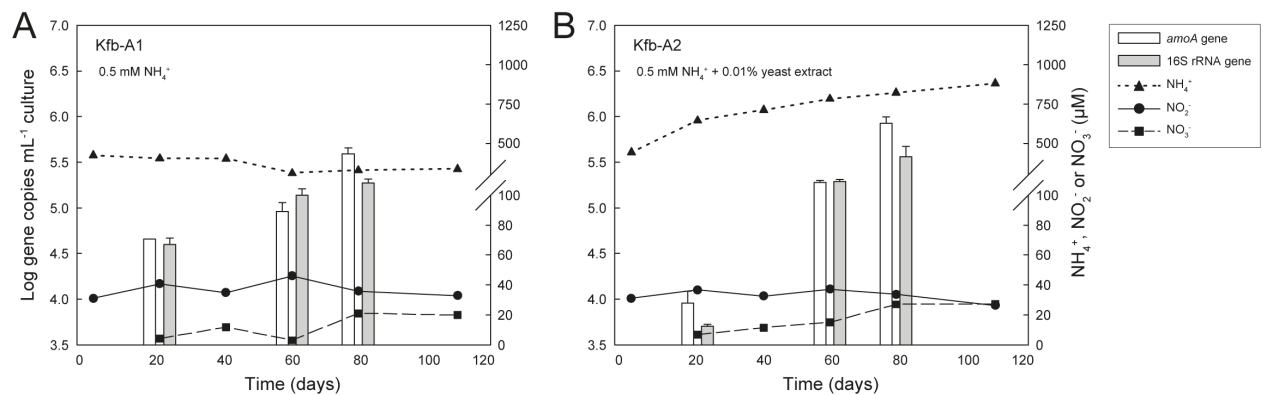 A
Kfb-A1
0.5 mM NH₄⁺
Log gene copies mL⁻¹ culture
7.0
6.5
6.0
5.5
5.0
4.5
4.0
3.5
1250
1000
750
500
100
80
60
40
20
0
0 20 40 60 80 100 120
Time (days)
B
Kfb-A2
0.5 mM NH₄⁺ + 0.01% yeast extract
7.0
6.5
6.0
5.5
5.0
4.5
4.0
3.5
1250
1000
750
500
100
80
60
40
20
0
NH₄⁺, NO₂⁻ or NO₃⁻ (µM)
0 20 40 60 80 100 120
Time (days)
amoA gene
16S rRNA gene
NH₄⁺
NO₂⁻
NO₃⁻